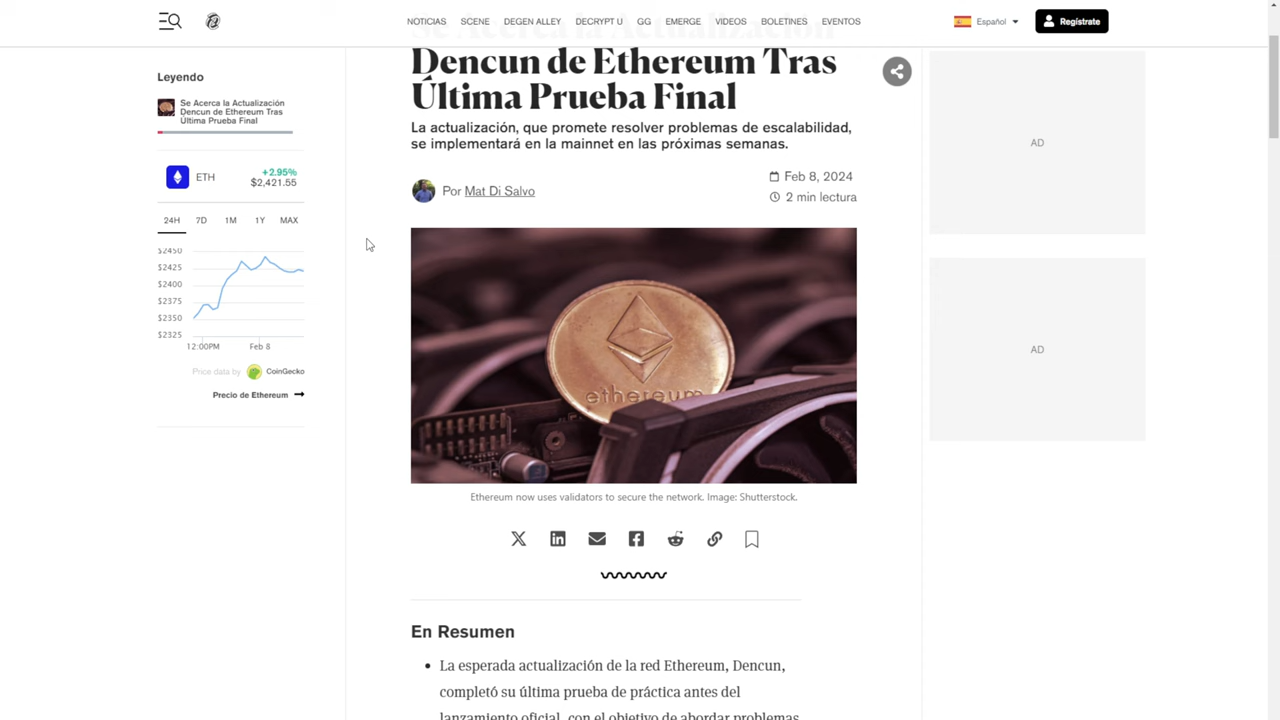 NOTICIAS SCENE DEGEN ALLEY DECRYPT U GG EMERGE VIDEOS BOLETINES EVENTOS
Español
Regístrate
Leyendo
Se Acerca la Actualización
Dencun de Ethereum Tras
Última Prueba Final
ETH
+2.95%
$2,421.55
24H 7D 1M 1Y MAX
$2450
$2425
$2400
$2375
$2350
$2325
12:00PM Feb 8
Price data by CoinGecko
Precio de Ethereum
Se Acerca la Actualización
Dencun de Ethereum Tras
Última Prueba Final
La actualización, que promete resolver problemas de escalabilidad,
se implementará en la mainnet en las próximas semanas.
Por Mat Di Salvo
Feb 8, 2024
2 min lectura
ethereum
Ethereum now uses validators to secure the network. Image: Shutterstock.
En Resumen
La esperada actualización de la red Ethereum, Dencun,
completó su última prueba de práctica antes del
lanzamiento oficial, con el objetivo de abordar problemas
AD
AD